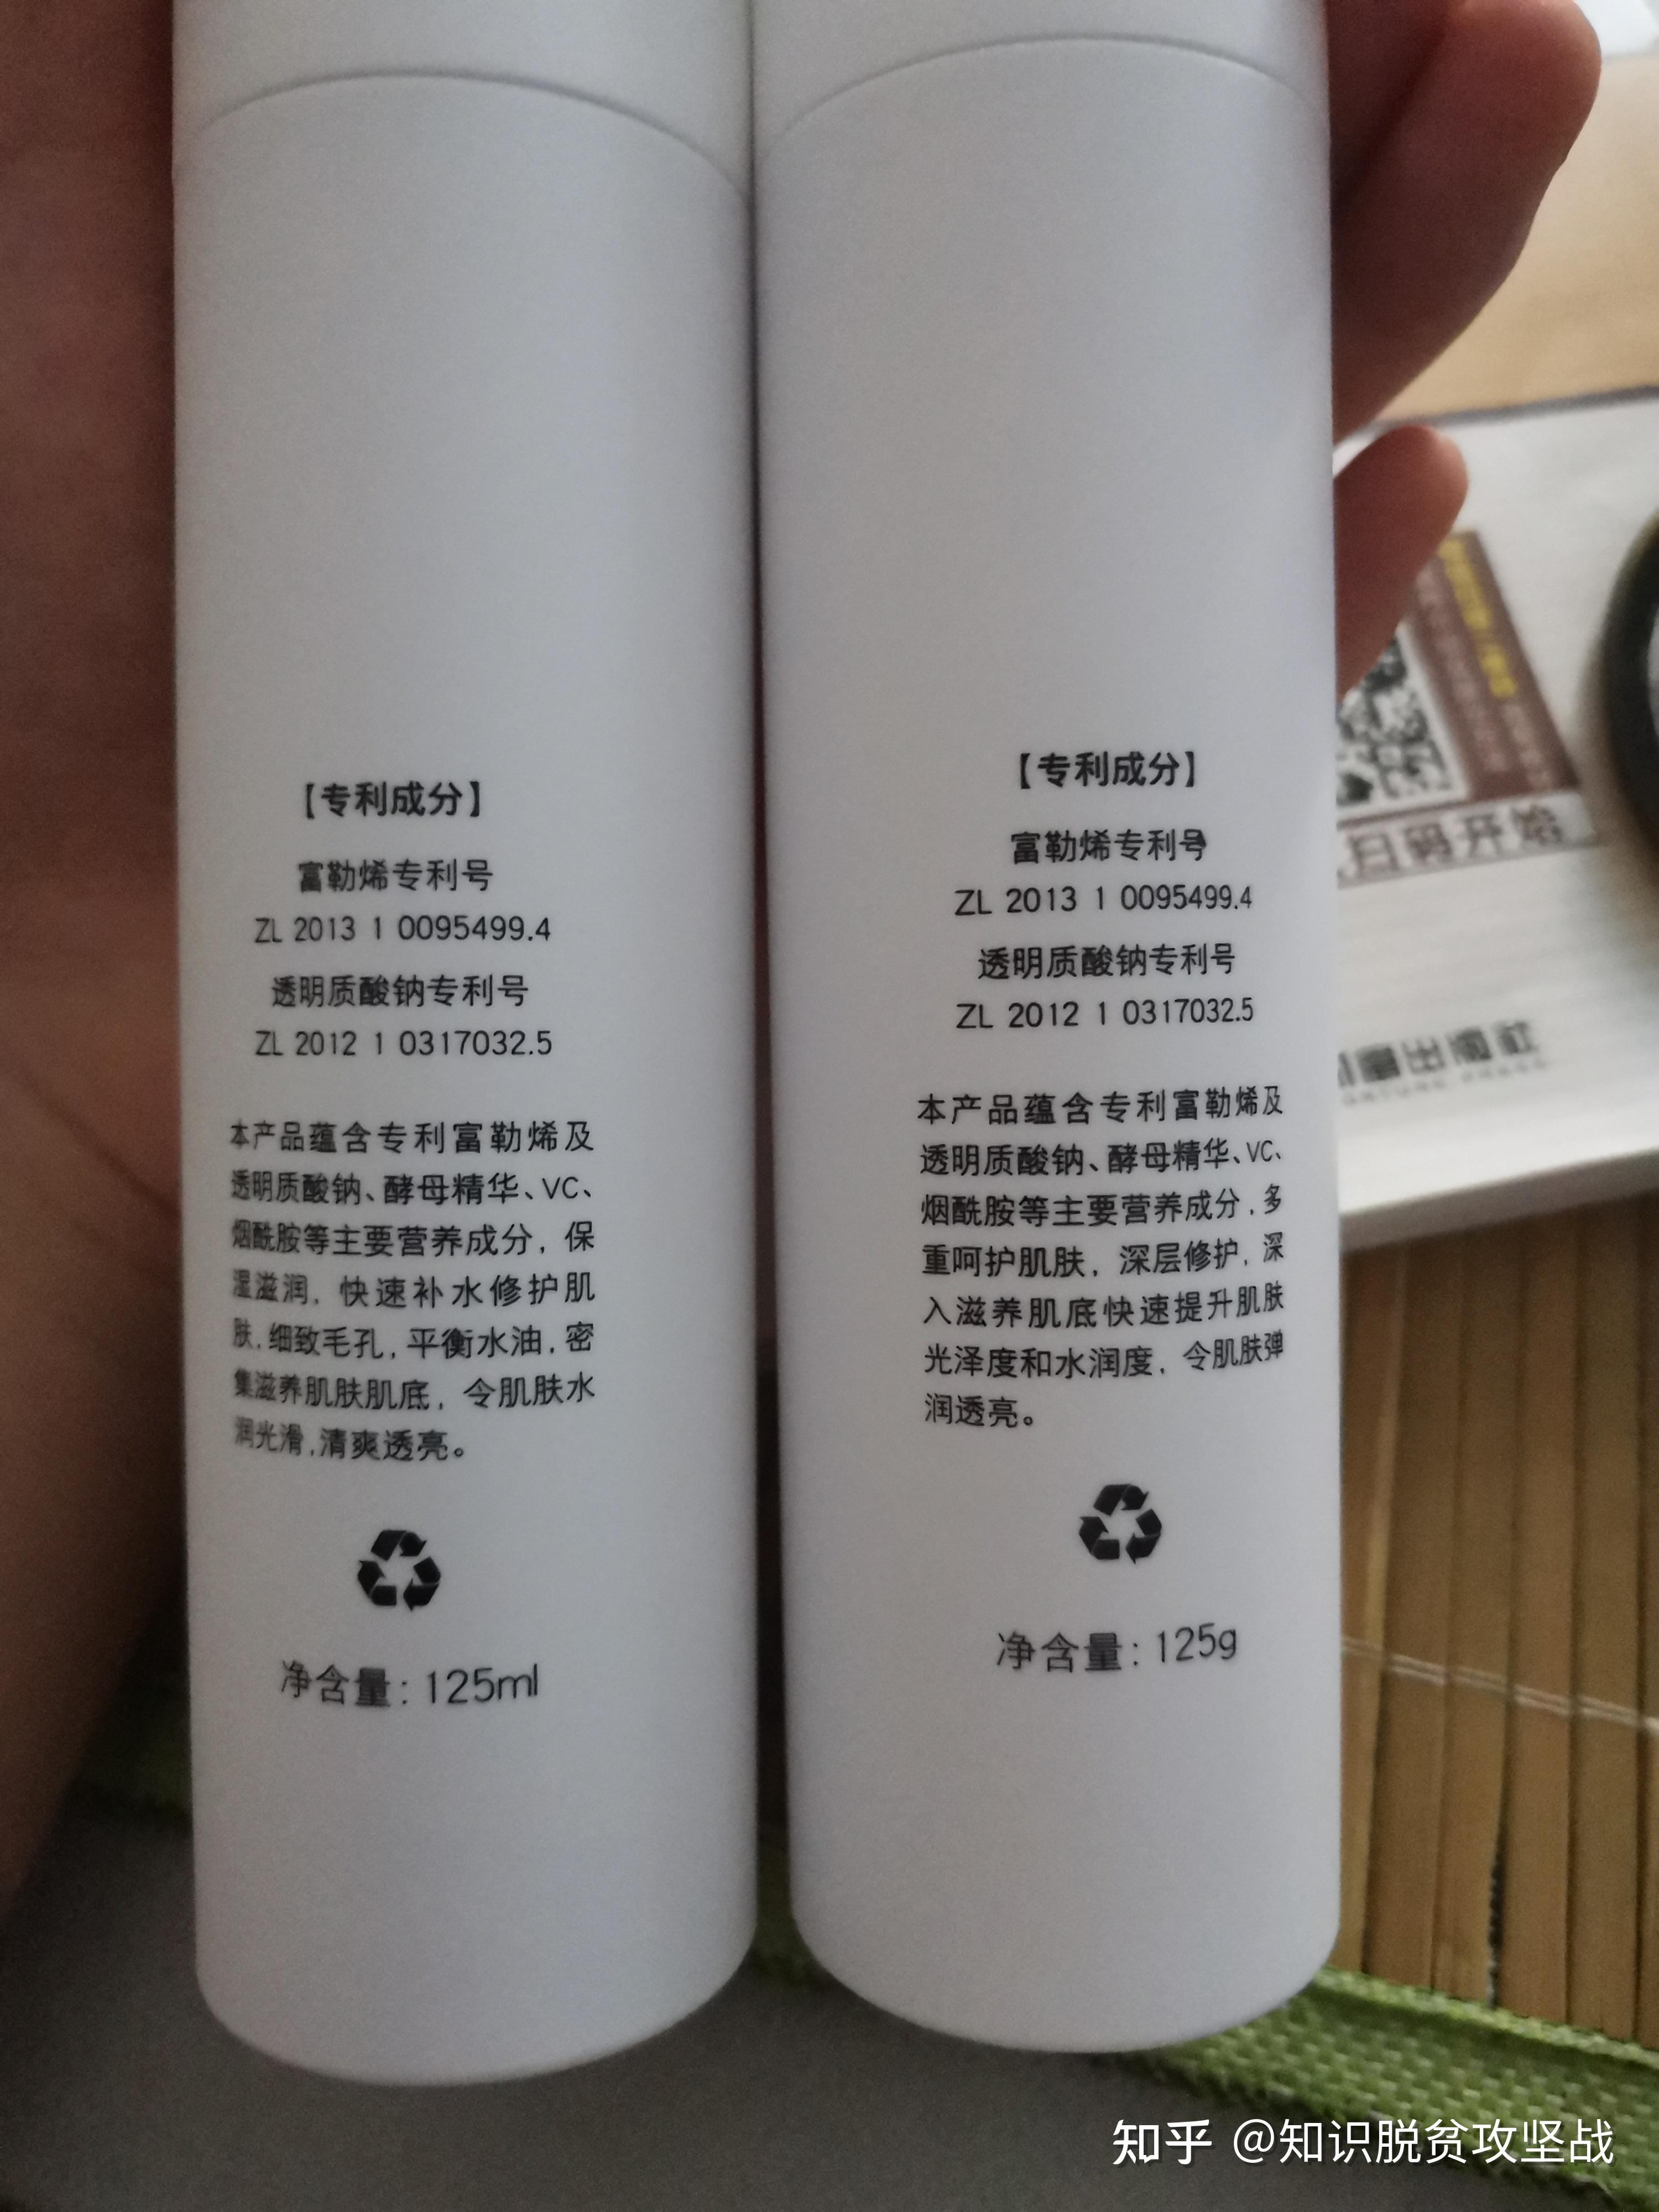 【专利成分】
富勒烯专利号
ZL 2013 1 0095499.4
透明质酸钠专利号
ZL 2012 1 0317032.5
本产品蕴含专利富勒烯及
透明质酸钠、酵母精华、VC、
烟酰胺等主要营养成分，保
湿滋润，快速补水修护肌
肤，细致毛孔，平衡水油，密
集滋养肌肤肌底，令肌肤水
润光滑，清爽透亮。
净含量：125ml
【专利成分】
富勒烯专利号
ZL 2013 1 0095499.4
透明质酸钠专利号
ZL 2012 1 0317032.5
本产品蕴含专利富勒烯及
透明质酸钠、酵母精华、VC、
烟酰胺等主要营养成分，多
重呵护肌肤，深层修护，深
入滋养肌底快速提升肌肤
光泽度和水润度，令肌肤弹
润透亮。
净含量：125g
知乎 @知识脱贫攻坚战